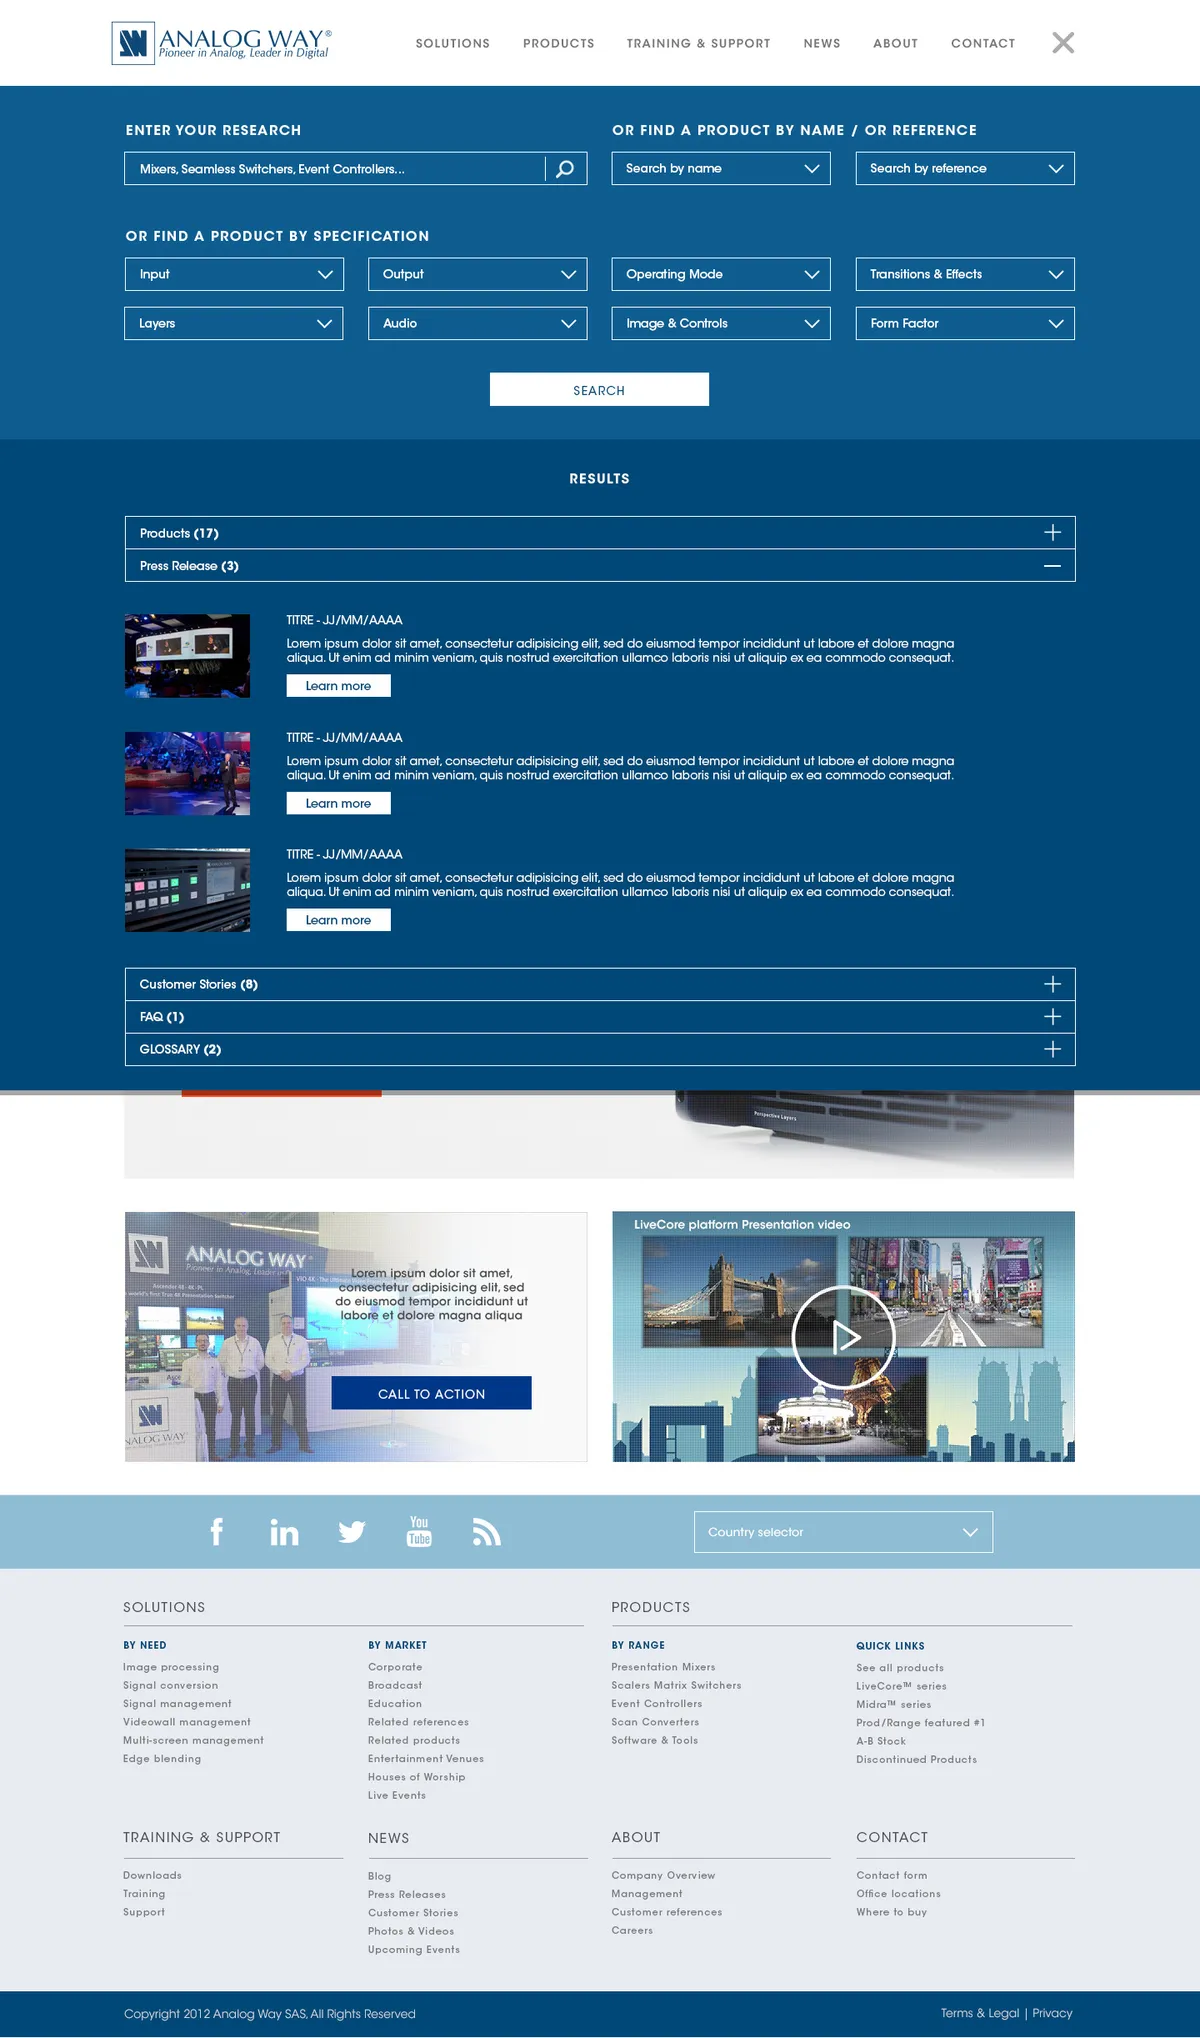 ANALOG WAY®
Pioneer in Analog, Leader in Digital
SOLUTIONS
PRODUCTS
TRAINING & SUPPORT
NEWS
ABOUT
CONTACT
ENTER YOUR RESEARCH
Mixers, Seamless Switchers, Event Controllers...
OR FIND A PRODUCT BY NAME / OR REFERENCE
Search by name
Search by reference
OR FIND A PRODUCT BY SPECIFICATION
Input
Output
Operating Mode
Transitions & Effects
Layers
Audio
Image & Controls
Form Factor
SEARCH
RESULTS
Products (17)
Press Release (3)
TITRE - JJ/MM/AAAA
Lorem ipsum dolor sit amet, consectetur adipisicing elit, sed do eiusmod tempor incididunt ut labore et dolore magna
aliqua. Ut enim ad minim veniam, quis nostrud exercitation ullamco laboris nisi ut aliquip ex ea commodo consequat.
Learn more
TITRE - JJ/MM/AAAA
Lorem ipsum dolor sit amet, consectetur adipisicing elit, sed do eiusmod tempor incididunt ut labore et dolore magna
aliqua. Ut enim ad minim veniam, quis nostrud exercitation ullamco laboris nisi ut aliquip ex ea commodo consequat.
Learn more
TITRE - JJ/MM/AAAA
Lorem ipsum dolor sit amet, consectetur adipisicing elit, sed do eiusmod tempor incididunt ut labore et dolore magna
aliqua. Ut enim ad minim veniam, quis nostrud exercitation ullamco laboris nisi ut aliquip ex ea commodo consequat.
Learn more
Customer Stories (8)
FAQ (1)
GLOSSARY (2)
Perspective Layers
ANALOG WAY®
Pioneer in Analog, Leader in
Lorem ipsum dolor sit amet,
consectetur adipisicing elit, sed
do eiusmod tempor incididunt ut
labore et dolore magna aliqua
CALL TO ACTION
ANALOG WAY
LiveCore platform Presentation video
You
Tube
Country selector
SOLUTIONS
BY NEED
Image processing
Signal conversion
Signal management
Videowall management
Multi-screen management
Edge blending
BY MARKET
Corporate
Broadcast
Education
Related references
Related products
Entertainment Venues
Houses of Worship
Live Events
PRODUCTS
BY RANGE
Presentation Mixers
Scalers Matrix Switchers
Event Controllers
Scan Converters
Software & Tools
QUICK LINKS
See all products
LiveCore™ series
Midra™ series
Prod/Range featured #1
A-B Stock
Discontinued Products
TRAINING & SUPPORT
Downloads
Training
Support
NEWS
Blog
Press Releases
Customer Stories
Photos & Videos
Upcoming Events
ABOUT
Company Overview
Management
Customer references
Careers
CONTACT
Contact form
Office locations
Where to buy
Copyright 2012 Analog Way SAS, All Rights Reserved
Terms & Legal | Privacy